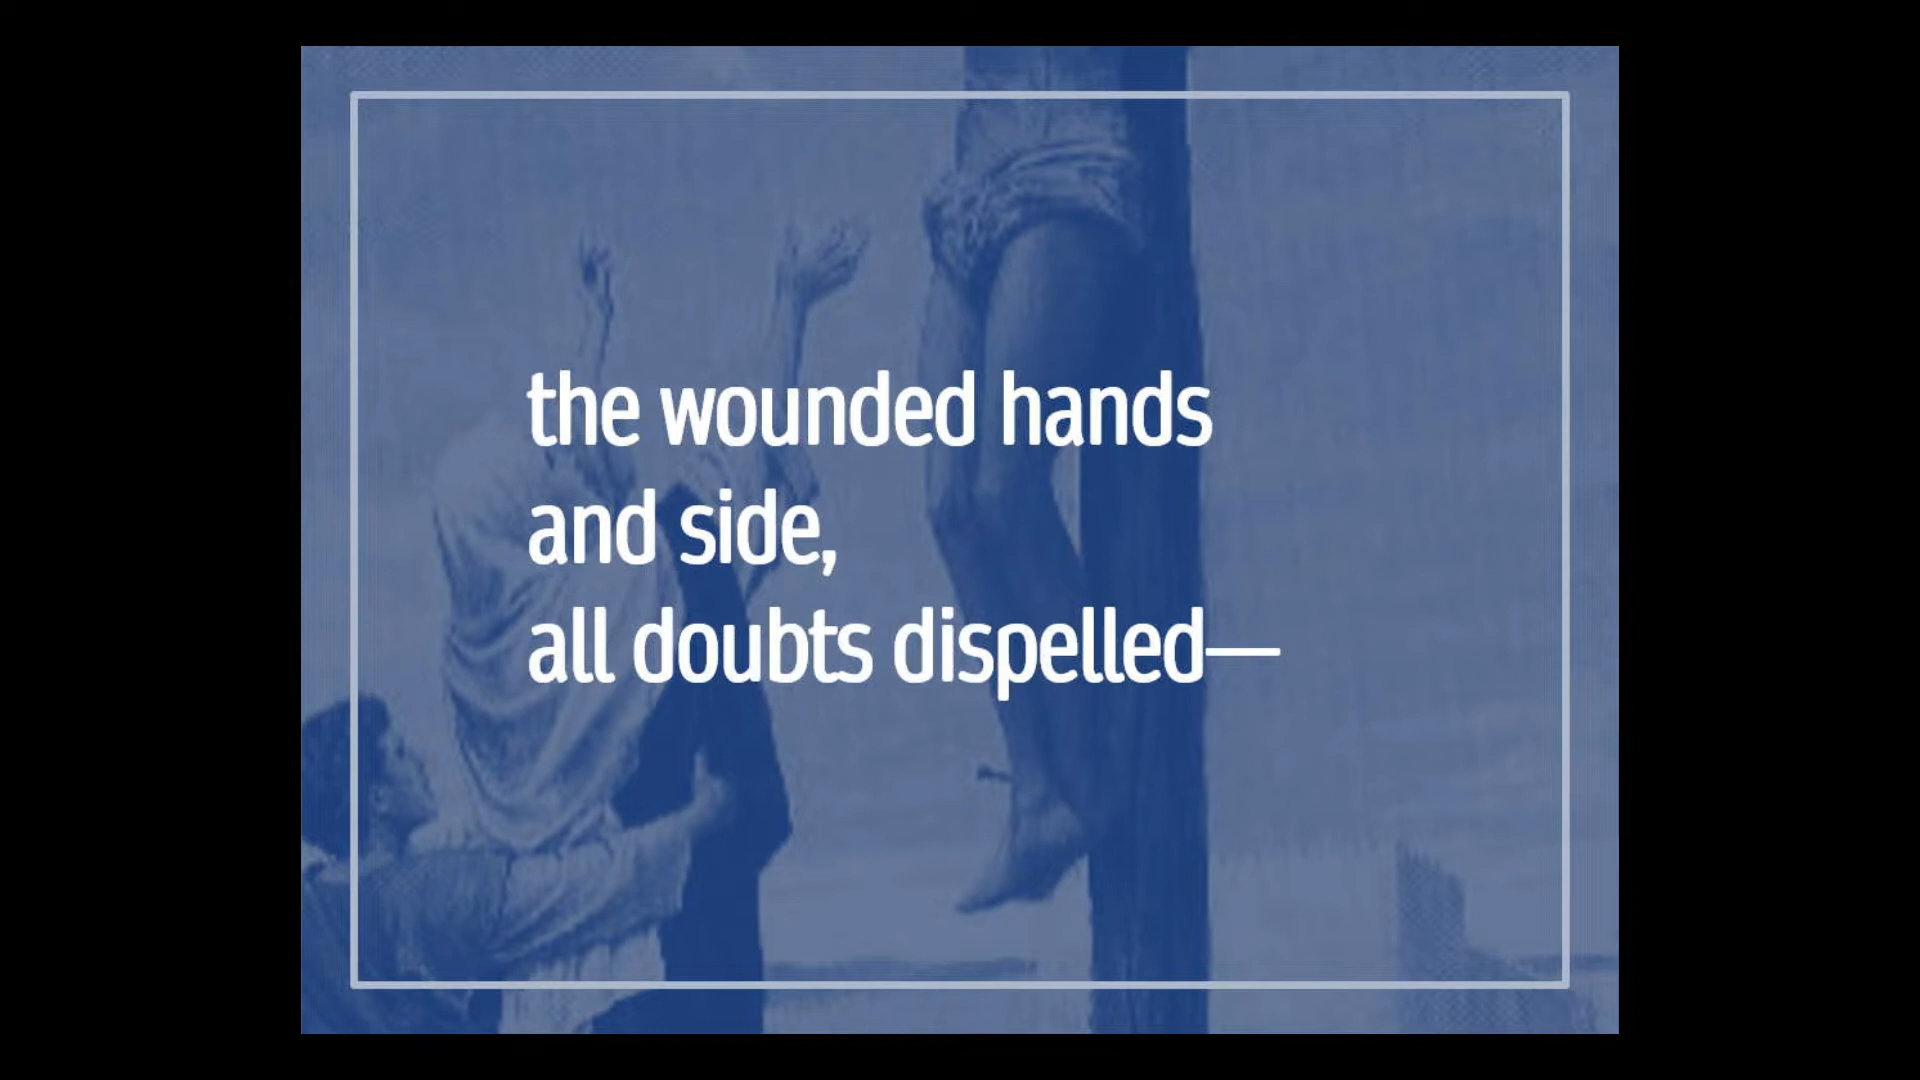 the wounded hands
and side,
all doubts dispelled—